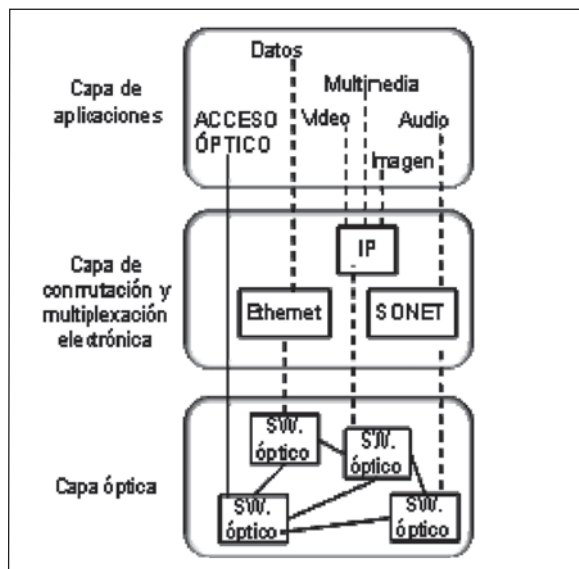 Capa de
aplicaciones
Datos
Multimedia
ACCESO
ÓPTICO
Video
Audio
Imagen
Capa de
conmutación y
multiplexación
electrónica
IP
Ethernet
SONET
Capa óptica
SW.
óptico
SW.
óptico
SW.
óptico
SW.
óptico